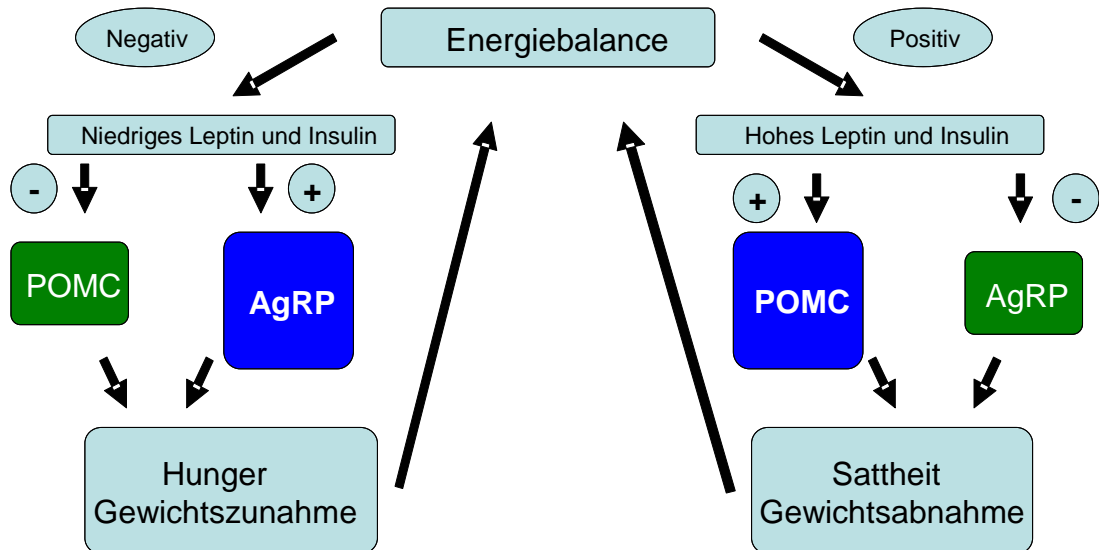 Negativ
Energiebalance
Positiv
Niedriges Leptin und Insulin
Hohes Leptin und Insulin
-
+
+
-
POMC
AgRP
POMC
AgRP
Hunger
Gewichtszunahme
Sattheit
Gewichtsabnahme